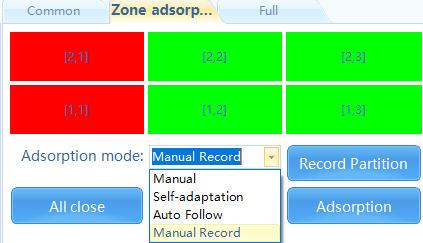 Common Zone adsorp... Full
[2,1] [2,2] [2,3]
[1,1] [1,2] [1,3]
Adsorption mode: Manual Record Record Partition
Manual
Self-adaptation
Auto Follow
Manual Record
All close Adsorption